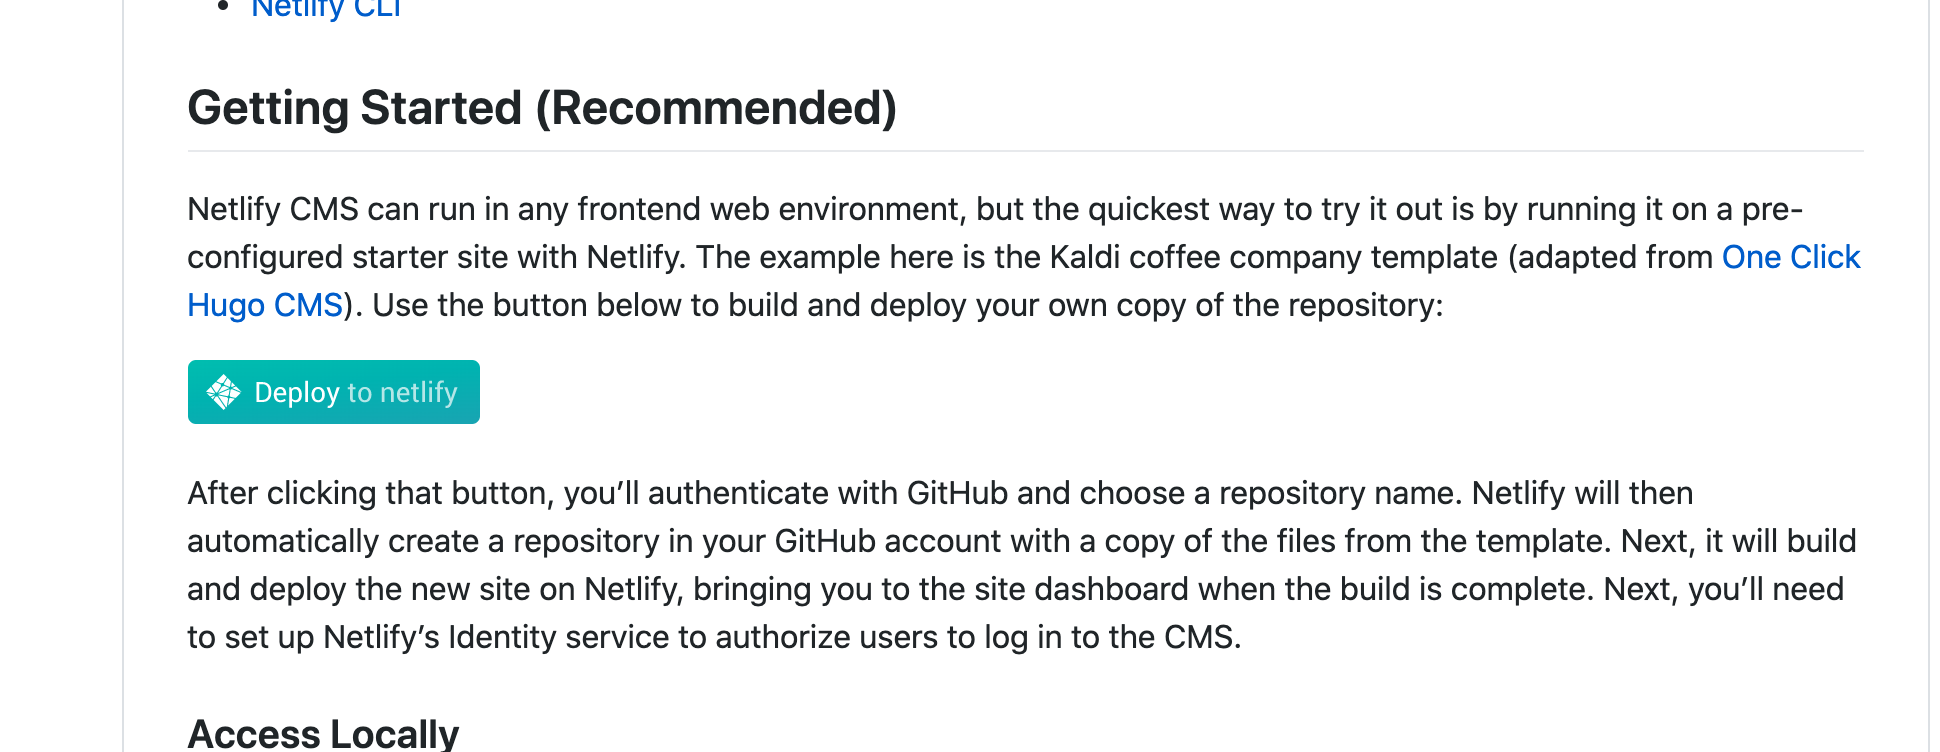 Netlify CLI
Getting Started (Recommended)
Netlify CMS can run in any frontend web environment, but the quickest way to try it out is by running it on a pre-
configured starter site with Netlify. The example here is the Kaldi coffee company template (adapted from One Click
Hugo CMS). Use the button below to build and deploy your own copy of the repository:
Deploy to netlify
After clicking that button, you’ll authenticate with GitHub and choose a repository name. Netlify will then
automatically create a repository in your GitHub account with a copy of the files from the template. Next, it will build
and deploy the new site on Netlify, bringing you to the site dashboard when the build is complete. Next, you’ll need
to set up Netlify’s Identity service to authorize users to log in to the CMS.
Access Locally